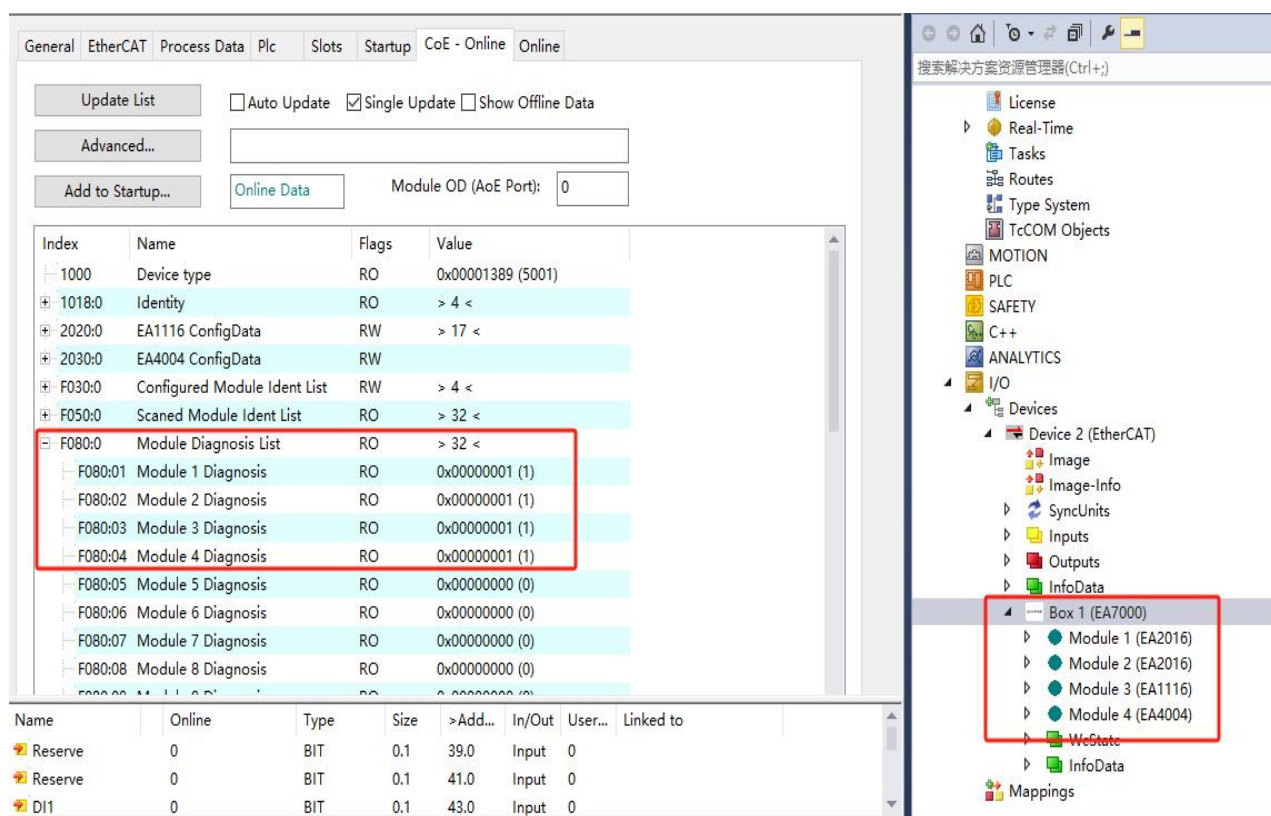 General EtherCAT Process Data Plc Slots Startup CoE - Online Online
Update List Auto Update Single Update Show Offline Data
Advanced...
Add to Startup... Online Data Module OD (AoE Port): 0
Index Name Flags Value
1000 Device type RO 0x00001389 (5001)
1018:0 Identity RO > 4 <
2020:0 EA1116 ConfigData RW > 17 <
2030:0 EA4004 ConfigData RW
F030:0 Configured Module Ident List RW > 4 <
F050:0 Scaned Module Ident List RO > 32 <
F080:0 Module Diagnosis List RO > 32 <
F080:01 Module 1 Diagnosis RO 0x00000001 (1)
F080:02 Module 2 Diagnosis RO 0x00000001 (1)
F080:03 Module 3 Diagnosis RO 0x00000001 (1)
F080:04 Module 4 Diagnosis RO 0x00000001 (1)
F080:05 Module 5 Diagnosis RO 0x00000000 (0)
F080:06 Module 6 Diagnosis RO 0x00000000 (0)
F080:07 Module 7 Diagnosis RO 0x00000000 (0)
F080:08 Module 8 Diagnosis RO 0x00000000 (0)
Name Online Type Size >Add... In/Out User... Linked to
Reserve 0 BIT 0.1 39.0 Input 0
Reserve 0 BIT 0.1 41.0 Input 0
DI1 0 BIT 0.1 43.0 Input 0
搜索解决方案资源管理器(Ctrl+;)
License
Real-Time
Tasks
Routes
Type System
TcCOM Objects
MOTION
PLC
SAFETY
C++
ANALYTICS
I/O
Devices
Device 2 (EtherCAT)
Image
Image-Info
SyncUnits
Inputs
Outputs
InfoData
Box 1 (EA7000)
Module 1 (EA2016)
Module 2 (EA2016)
Module 3 (EA1116)
Module 4 (EA4004)
WcState
InfoData
Mappings